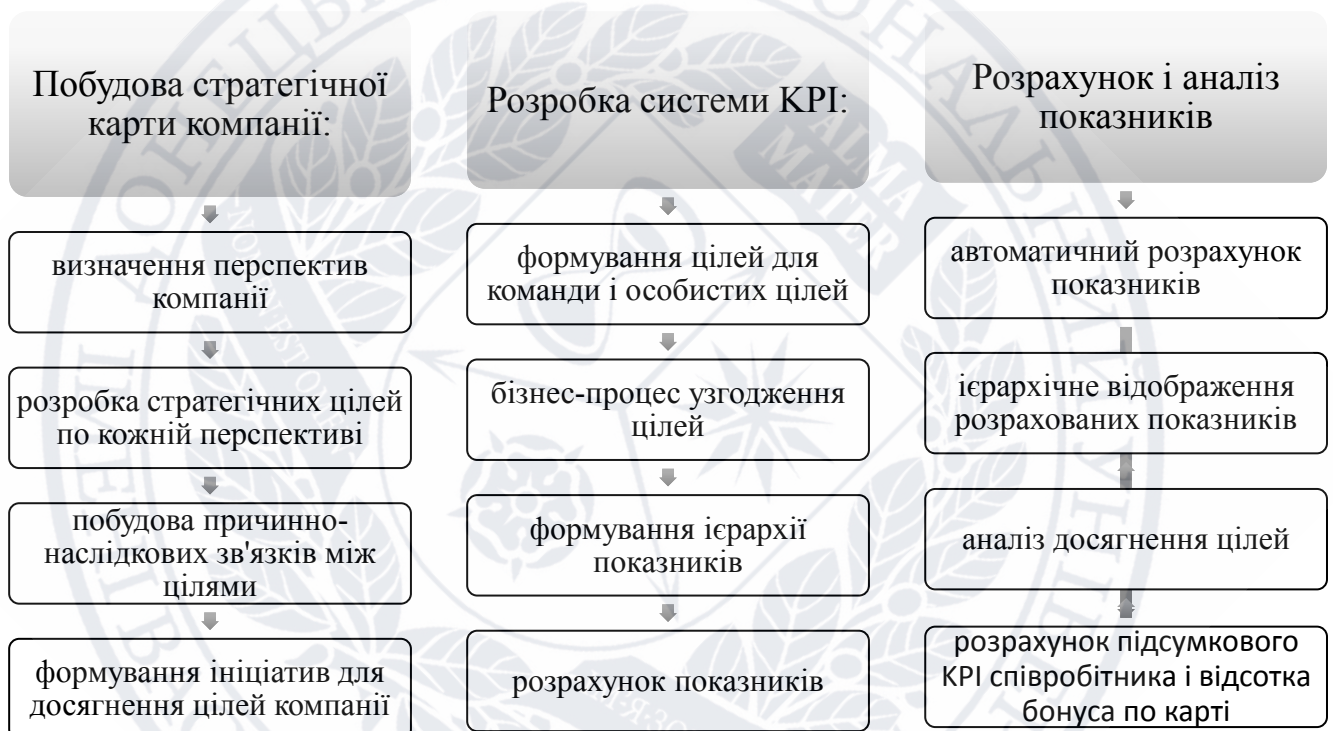 Побудова стратегічної
карти компанії:
визначення перспектив
компанії
розробка стратегічних цілей
по кожній перспективі
побудова причинно-
наслідкових зв'язків між
цілями
формування ініціатив для
досягнення цілей компанії
Розробка системи KPI:
формування цілей для
команди і особистих цілей
бізнес-процес узгодження
цілей
формування ієрархії
показників
розрахунок показників
Розрахунок і аналіз
показників
автоматичний розрахунок
показників
ієрархічне відображення
розрахованих показників
аналіз досягнення цілей
розрахунок підсумкового
KPI співробітника і відсотка
бонуса по карті
ALMA
MATER